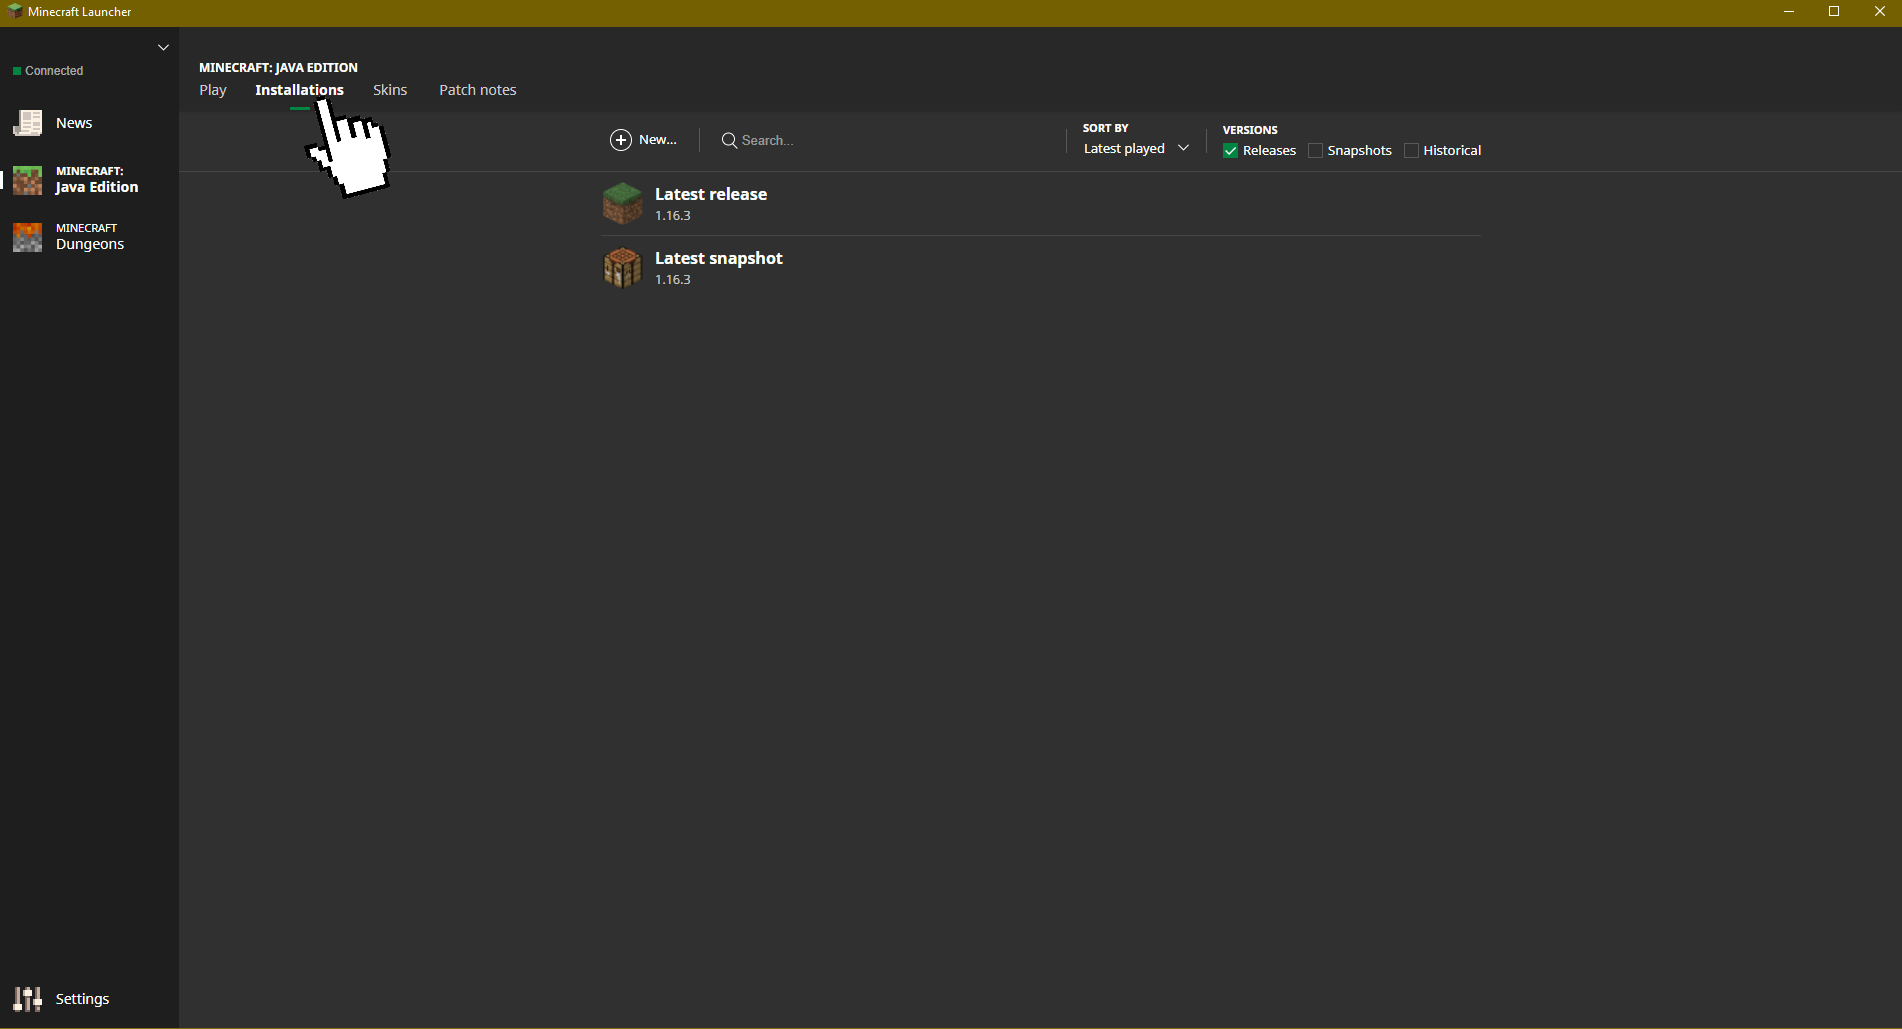 Minecraft Launcher
Connected
News
MINECRAFT:
Java Edition
MINECRAFT
Dungeons
Settings
MINECRAFT: JAVA EDITION
Play Installations Skins Patch notes
New... Search...
SORT BY
Latest played
VERSIONS
Releases Snapshots Historical
Latest release
1.16.3
Latest snapshot
1.16.3